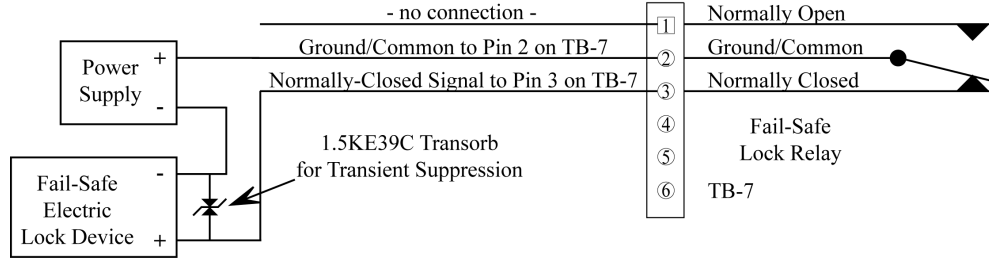 - no connection -
1
Normally Open
Ground/Common to Pin 2 on TB-7
2
Ground/Common
Normally-Closed Signal to Pin 3 on TB-7
3
Normally Closed
Power
Supply
+
-
4
5
6
Fail-Safe
Lock Relay
TB-7
1.5KE39C Transorb
for Transient Suppression
Fail-Safe
Electric
Lock Device
-
+